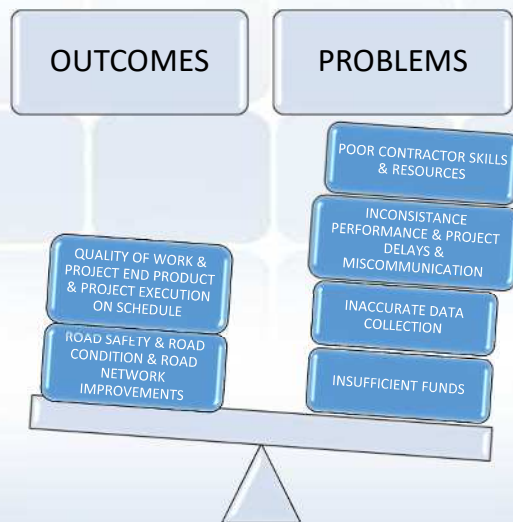 OUTCOMES
PROBLEMS
POOR CONTRACTOR SKILLS
& RESOURCES
INCONSISTANCE
PERFORMANCE & PROJECT
DELAYS &
MISCOMMUNICATION
QUALITY OF WORK &
PROJECT END PRODUCT
& PROJECT EXECUTION
ON SCHEDULE
INACCURATE DATA
COLLECTION
ROAD SAFETY & ROAD
CONDITION & ROAD
NETWORK
IMPROVEMENTS
INSUFFICIENT FUNDS